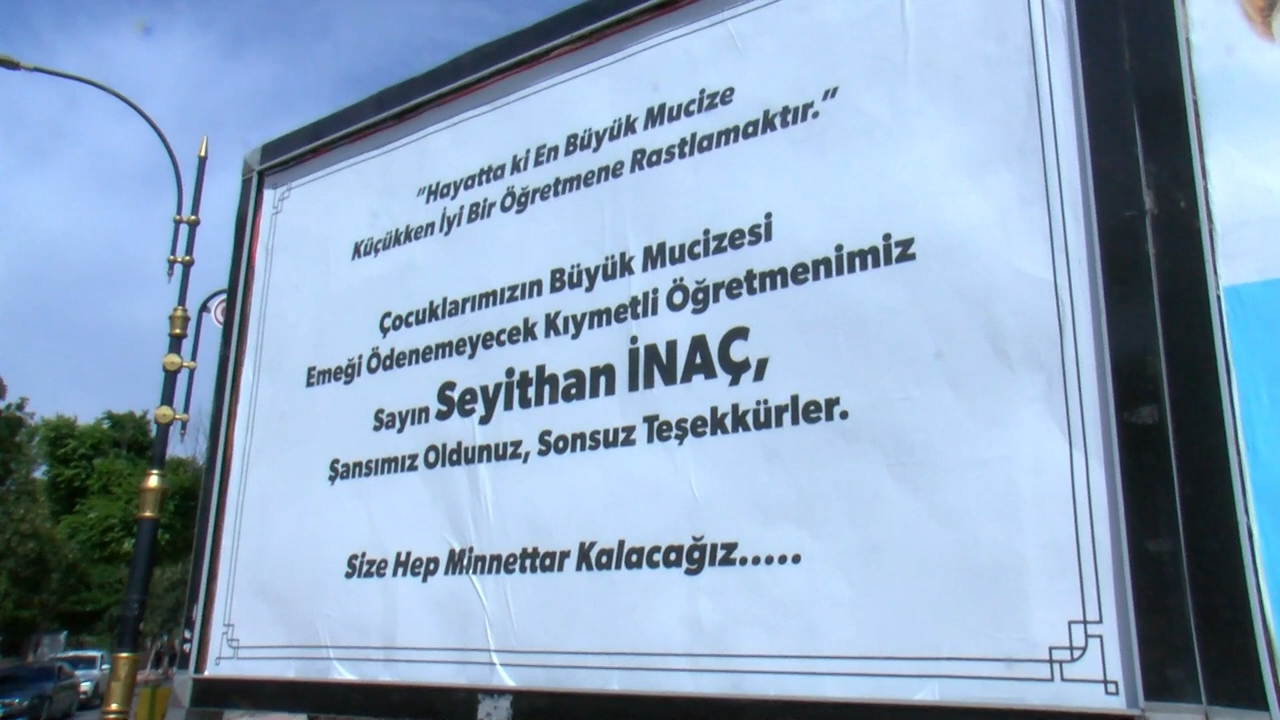 "Hayatta ki En Büyük Mucize
Küçükken İyi Bir Öğretmene Rastlamaktır."
Çocuklarımızın Büyük Mucizesi
Emeği Ödenemeyecek Kıymetli Öğretmenimiz
Sayın Seyithan İNAÇ,
Şansımız Oldunuz, Sonsuz Teşekkürler.
Size Hep Minnettar Kalacağız.....